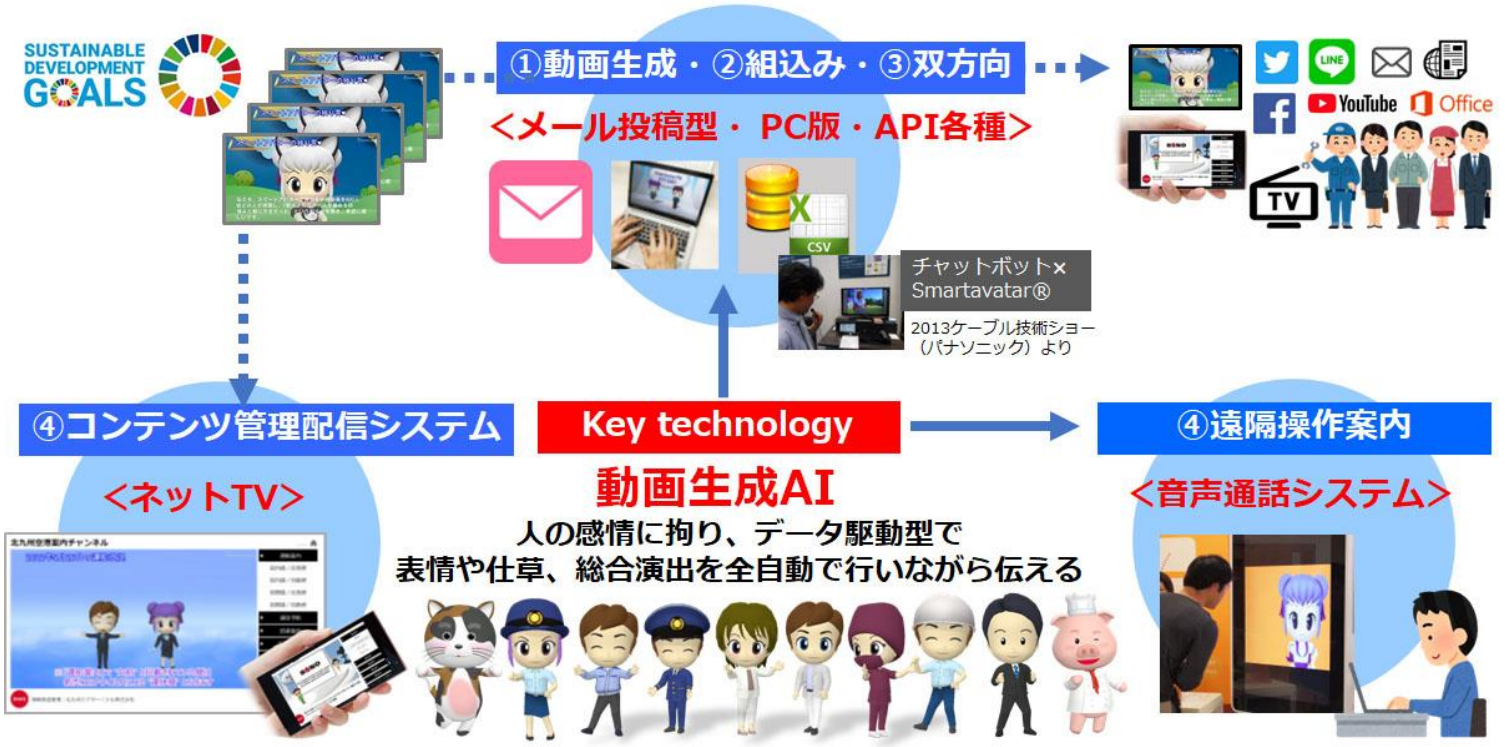 SUSTAINABLE
DEVELOPMENT
GOALS
①動画生成・②組込み・③双方向
＜メール投稿型・ PC版・API各種＞
X
CSV
チャットボット×
Smartavatar®
2013ケーブル技術ショー
（パナソニック）より
LINE
YouTube
Office
TV
④コンテンツ管理配信システム
＜ネットTV＞
北九州空港案内チャンネル
Key technology
動画生成AI
人の感情に拘り、データ駆動型で
表情や仕草、総合演出を全自動で行いながら伝える
④遠隔操作案内
＜音声通話システム＞